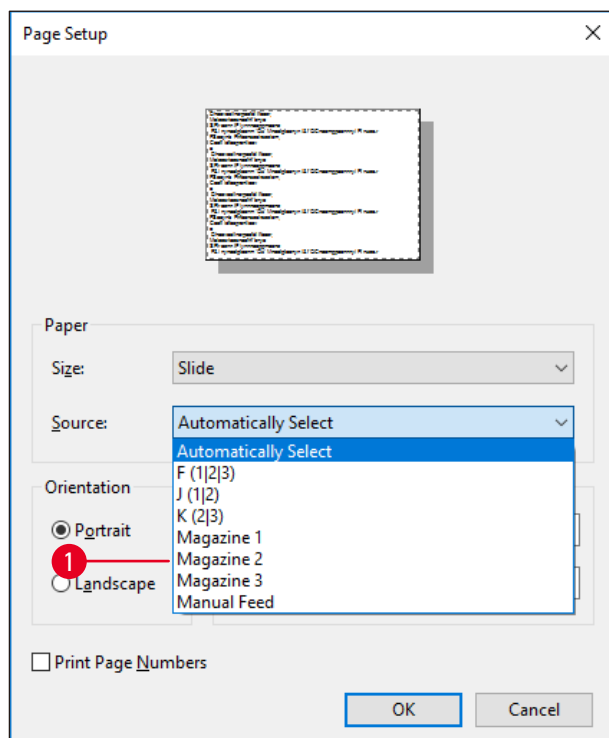 Page Setup
Paper
Size:
Slide
Source:
Automatically Select
Automatically Select
F (1|2|3)
J (1|2)
K (2|3)
Magazine 1
Magazine 2
Magazine 3
Manual Feed
Orientation
Portrait
1
Landscape
Print Page Numbers
OK
Cancel